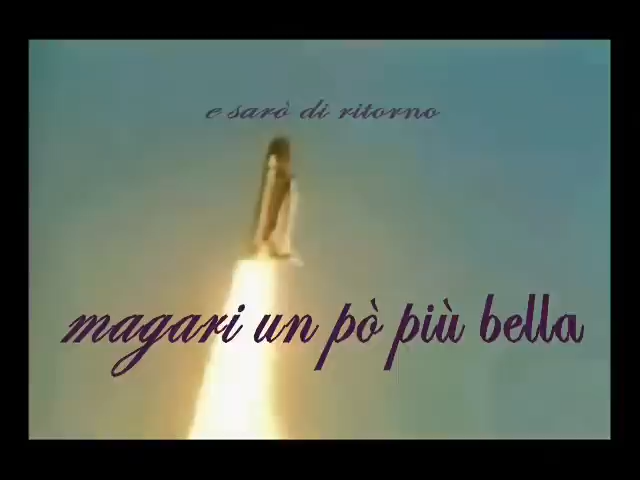 e sarò di ritorno
magari un pò più bella